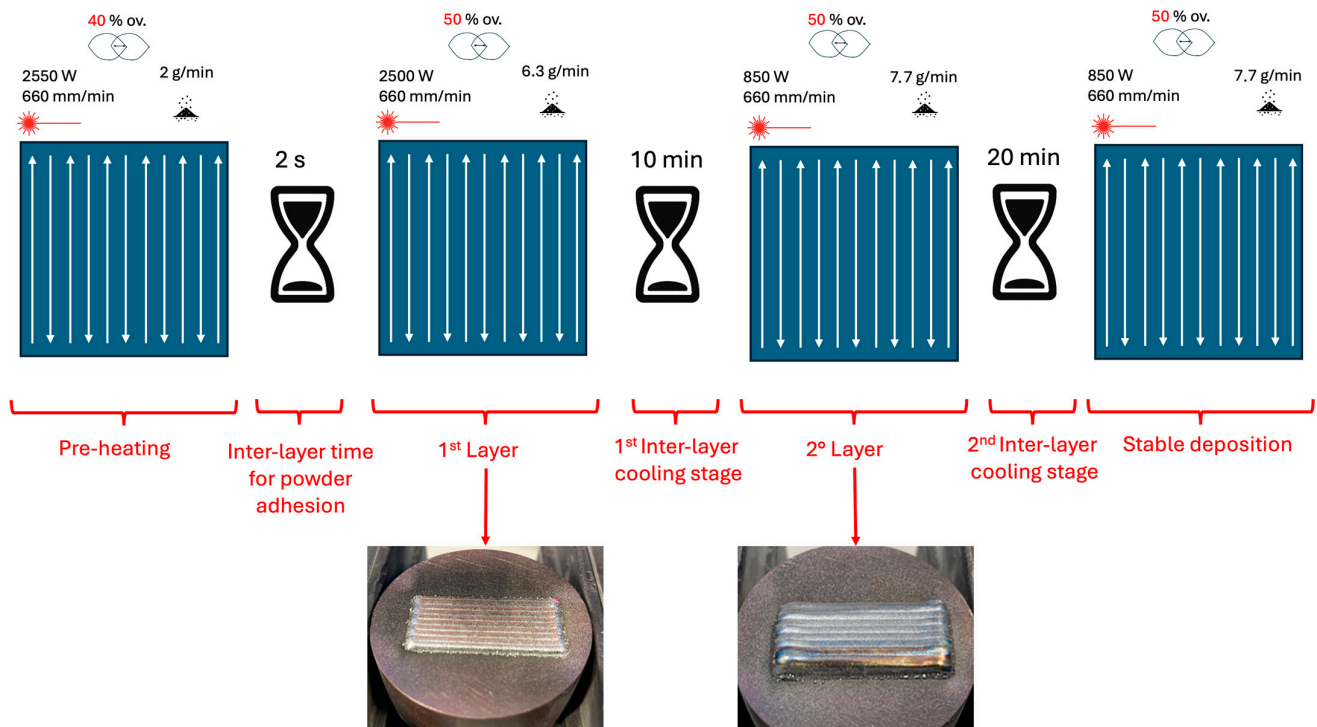 40 % ov.
2550 W
660 mm/min
2 g/min
2 s
50 % ov.
2500 W
660 mm/min
6.3 g/min
10 min
50 % ov.
850 W
660 mm/min
7.7 g/min
20 min
50 % ov.
850 W
660 mm/min
7.7 g/min
Pre-heating
Inter-layer time
for powder
adhesion
1st Layer
1st Inter-layer
cooling stage
2º Layer
2nd Inter-layer
cooling stage
Stable deposition